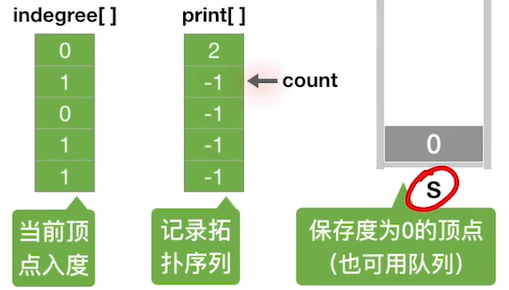 indegree[ ]
print[ ]
0
1
0
1
1
2
-1
-1
-1
-1
count
0
S
当前顶
点入度
记录拓
扑序列
保存度为0的顶点
（也可用队列）